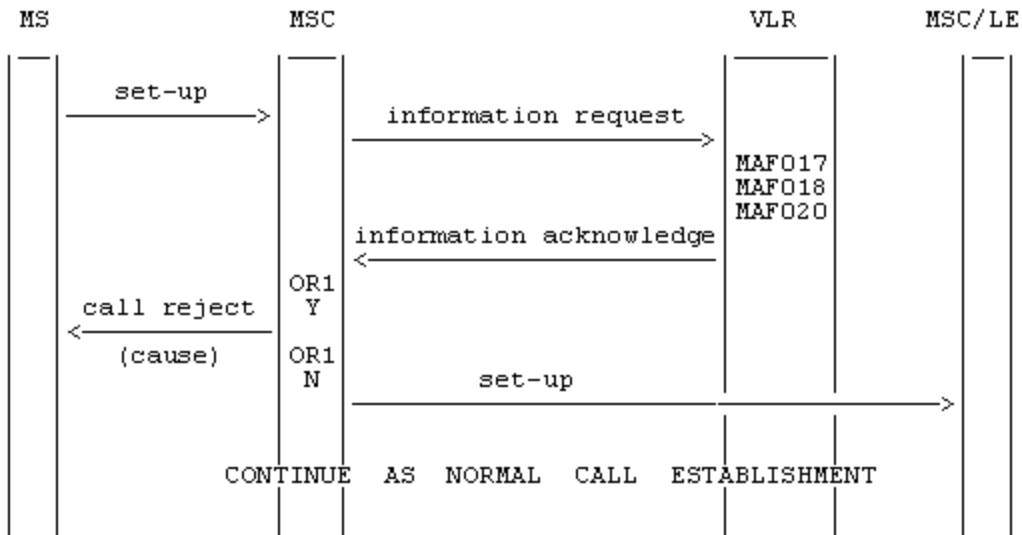 MS MSC VLR MSC/LE
set-up
information request
MAF017
MAF018
MAF020
information acknowledge
OR1
Y
call reject
(cause)
OR1
N
set-up
CONTINUE AS NORMAL CALL ESTABLISHMENT